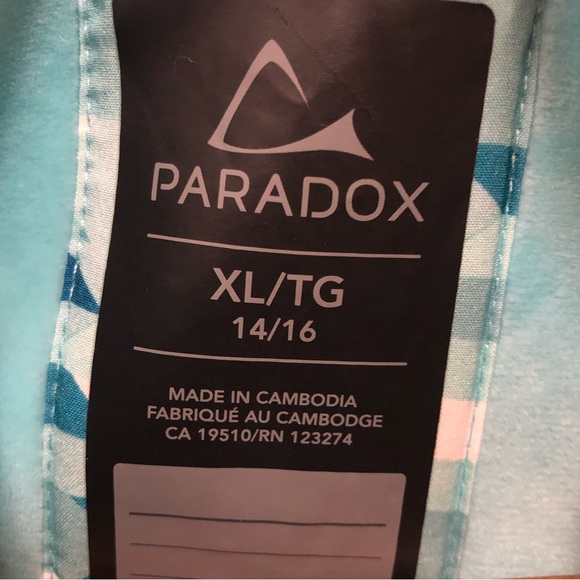 PARADOX
XL/TG
14/16
MADE IN CAMBODIA
FABRIQUÉ AU CAMBODGE
CA 19510/RN 123274